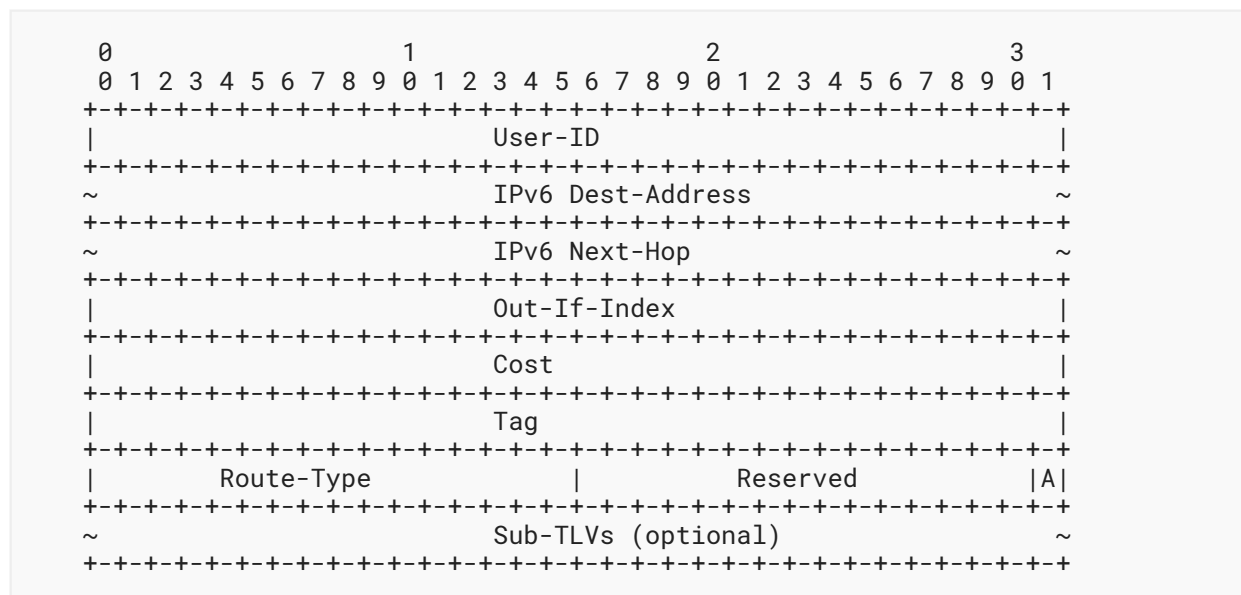 0                   1                   2                   3
 0 1 2 3 4 5 6 7 8 9 0 1 2 3 4 5 6 7 8 9 0 1 2 3 4 5 6 7 8 9 0 1
+-+-+-+-+-+-+-+-+-+-+-+-+-+-+-+-+-+-+-+-+-+-+-+-+-+-+-+-+-+-+-+-+
|                          User-ID                              |
+-+-+-+-+-+-+-+-+-+-+-+-+-+-+-+-+-+-+-+-+-+-+-+-+-+-+-+-+-+-+-+-+
~                          IPv6 Dest-Address                    ~
+-+-+-+-+-+-+-+-+-+-+-+-+-+-+-+-+-+-+-+-+-+-+-+-+-+-+-+-+-+-+-+-+
~                          IPv6 Next-Hop                        ~
+-+-+-+-+-+-+-+-+-+-+-+-+-+-+-+-+-+-+-+-+-+-+-+-+-+-+-+-+-+-+-+-+
|                          Out-If-Index                         |
+-+-+-+-+-+-+-+-+-+-+-+-+-+-+-+-+-+-+-+-+-+-+-+-+-+-+-+-+-+-+-+-+
|                          Cost                                 |
+-+-+-+-+-+-+-+-+-+-+-+-+-+-+-+-+-+-+-+-+-+-+-+-+-+-+-+-+-+-+-+-+
|                          Tag                                  |
+-+-+-+-+-+-+-+-+-+-+-+-+-+-+-+-+-+-+-+-+-+-+-+-+-+-+-+-+-+-+-+-+
|        Route-Type             |          Reserved           |A|
+-+-+-+-+-+-+-+-+-+-+-+-+-+-+-+-+-+-+-+-+-+-+-+-+-+-+-+-+-+-+-+-+
~                          Sub-TLVs (optional)                  ~
+-+-+-+-+-+-+-+-+-+-+-+-+-+-+-+-+-+-+-+-+-+-+-+-+-+-+-+-+-+-+-+-+